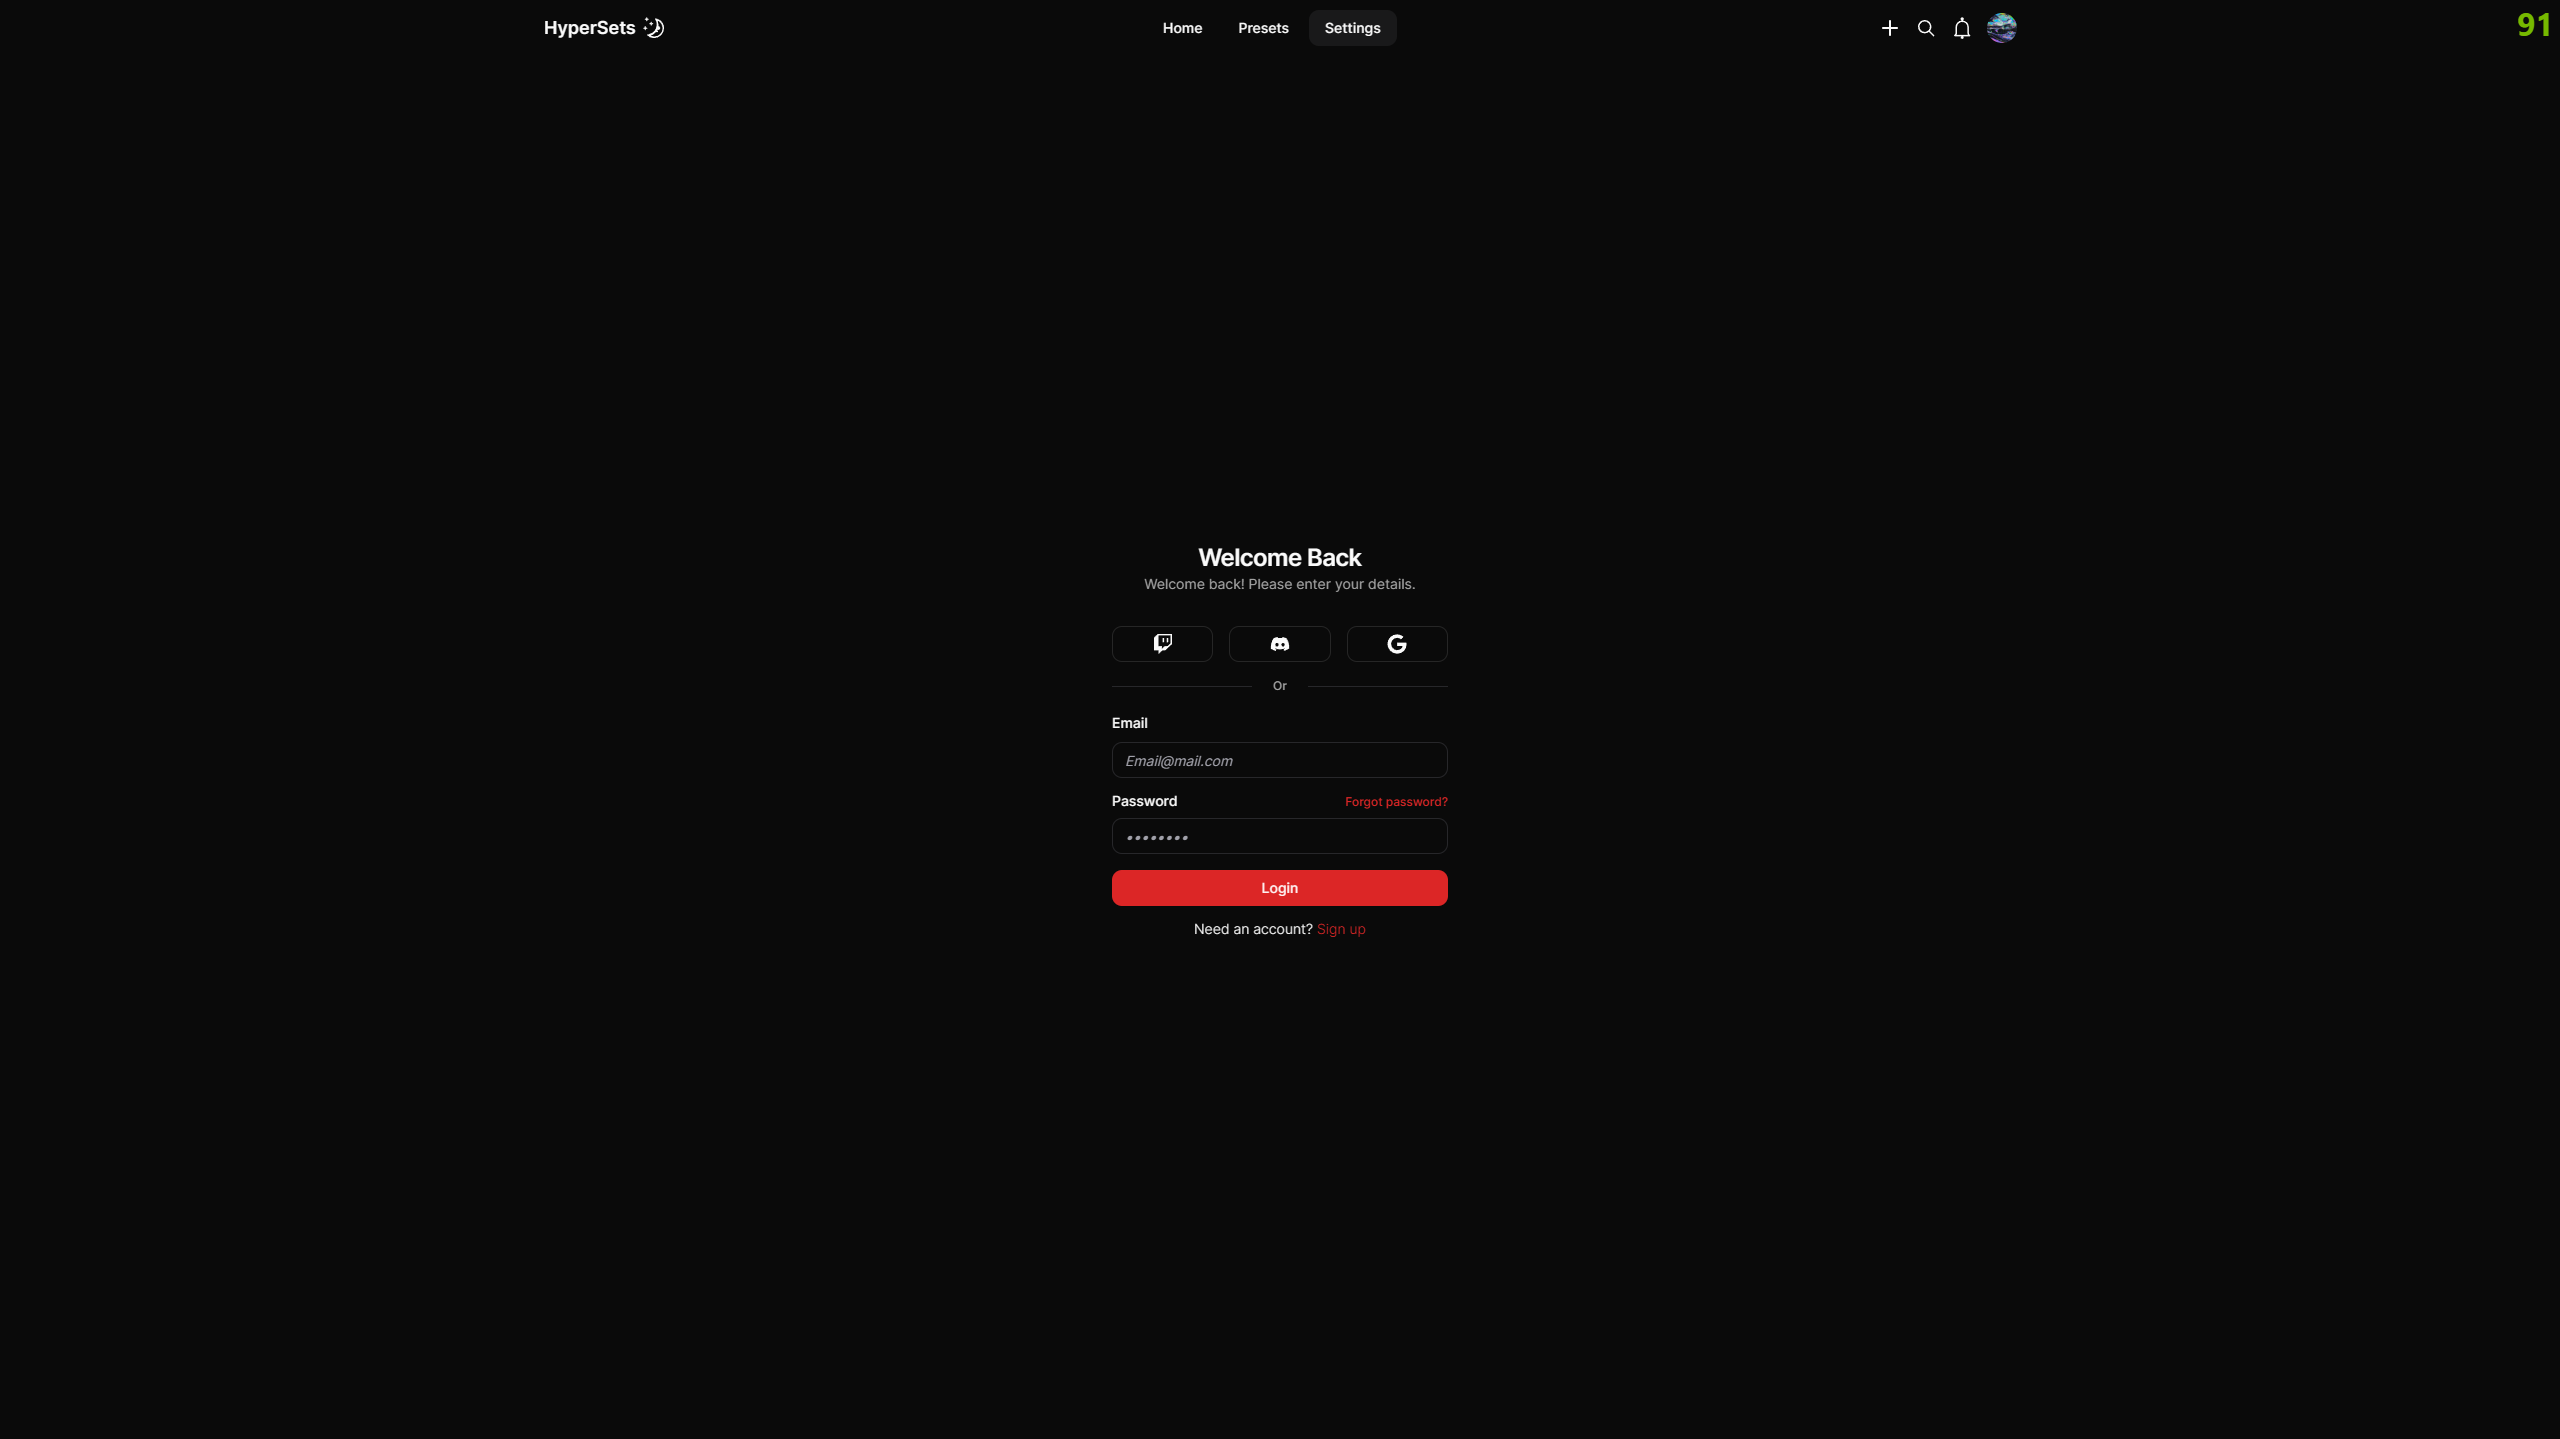 HyperSets
Home Presets Settings
91
Welcome Back
Welcome back! Please enter your details.
Or
Email
Email@mail.com
Password Forgot password?
••••••••
Login
Need an account? Sign up